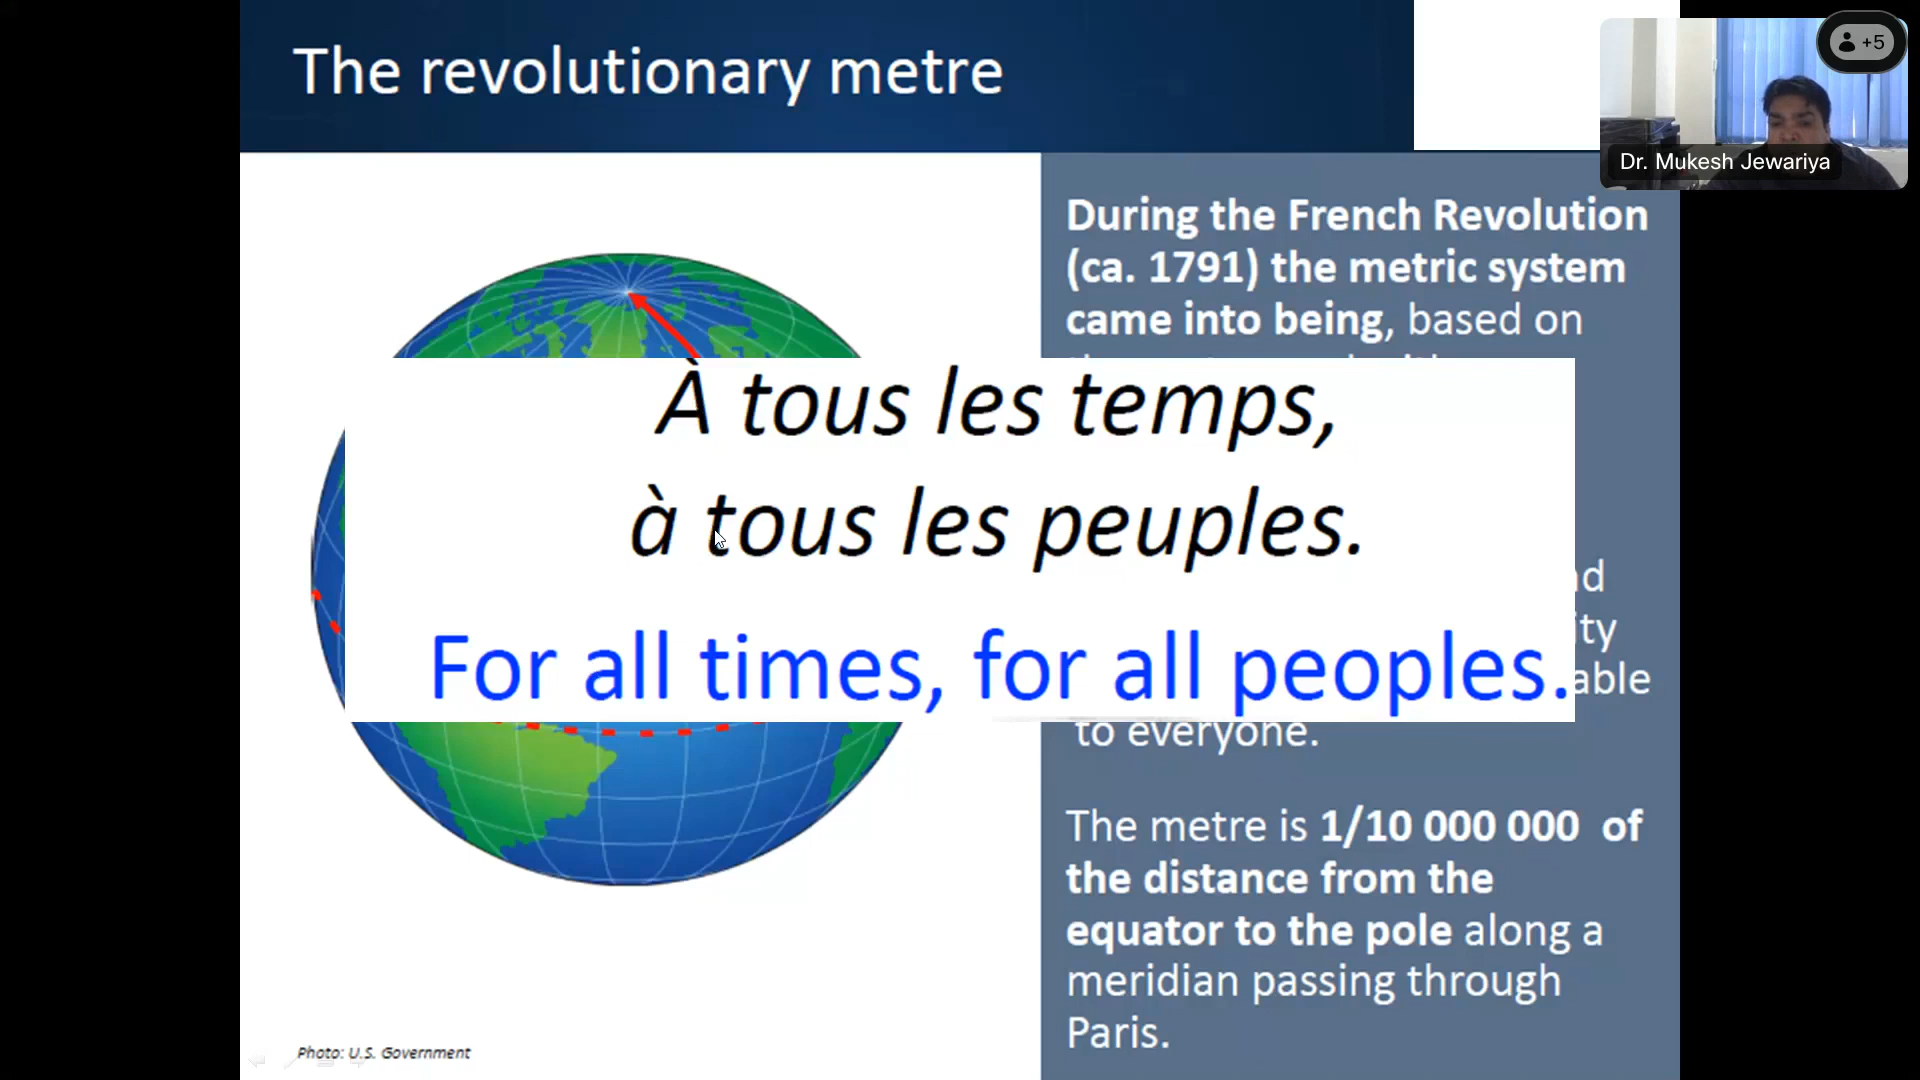 The revolutionary metre
+5
Dr. Mukesh Jewariya
During the French Revolution
(ca. 1791) the metric system
came into being, based on
À tous les temps,
à tous les peuples.
For all times, for all peoples.
to everyone.
The metre is 1/10 000 000 of
the distance from the
equator to the pole along a
meridian passing through
Paris.
Photo: U.S. Government